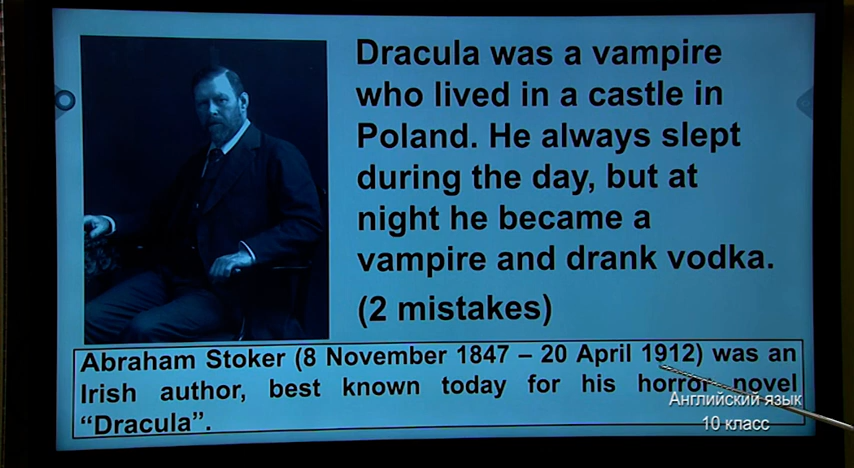 Dracula was a vampire
who lived in a castle in
Poland. He always slept
during the day, but at
night he became a
vampire and drank vodka.
(2 mistakes)
Abraham Stoker (8 November 1847 – 20 April 1912) was an
Irish author, best known today for his horror novel
“Dracula”.
Английский язык
10 класс